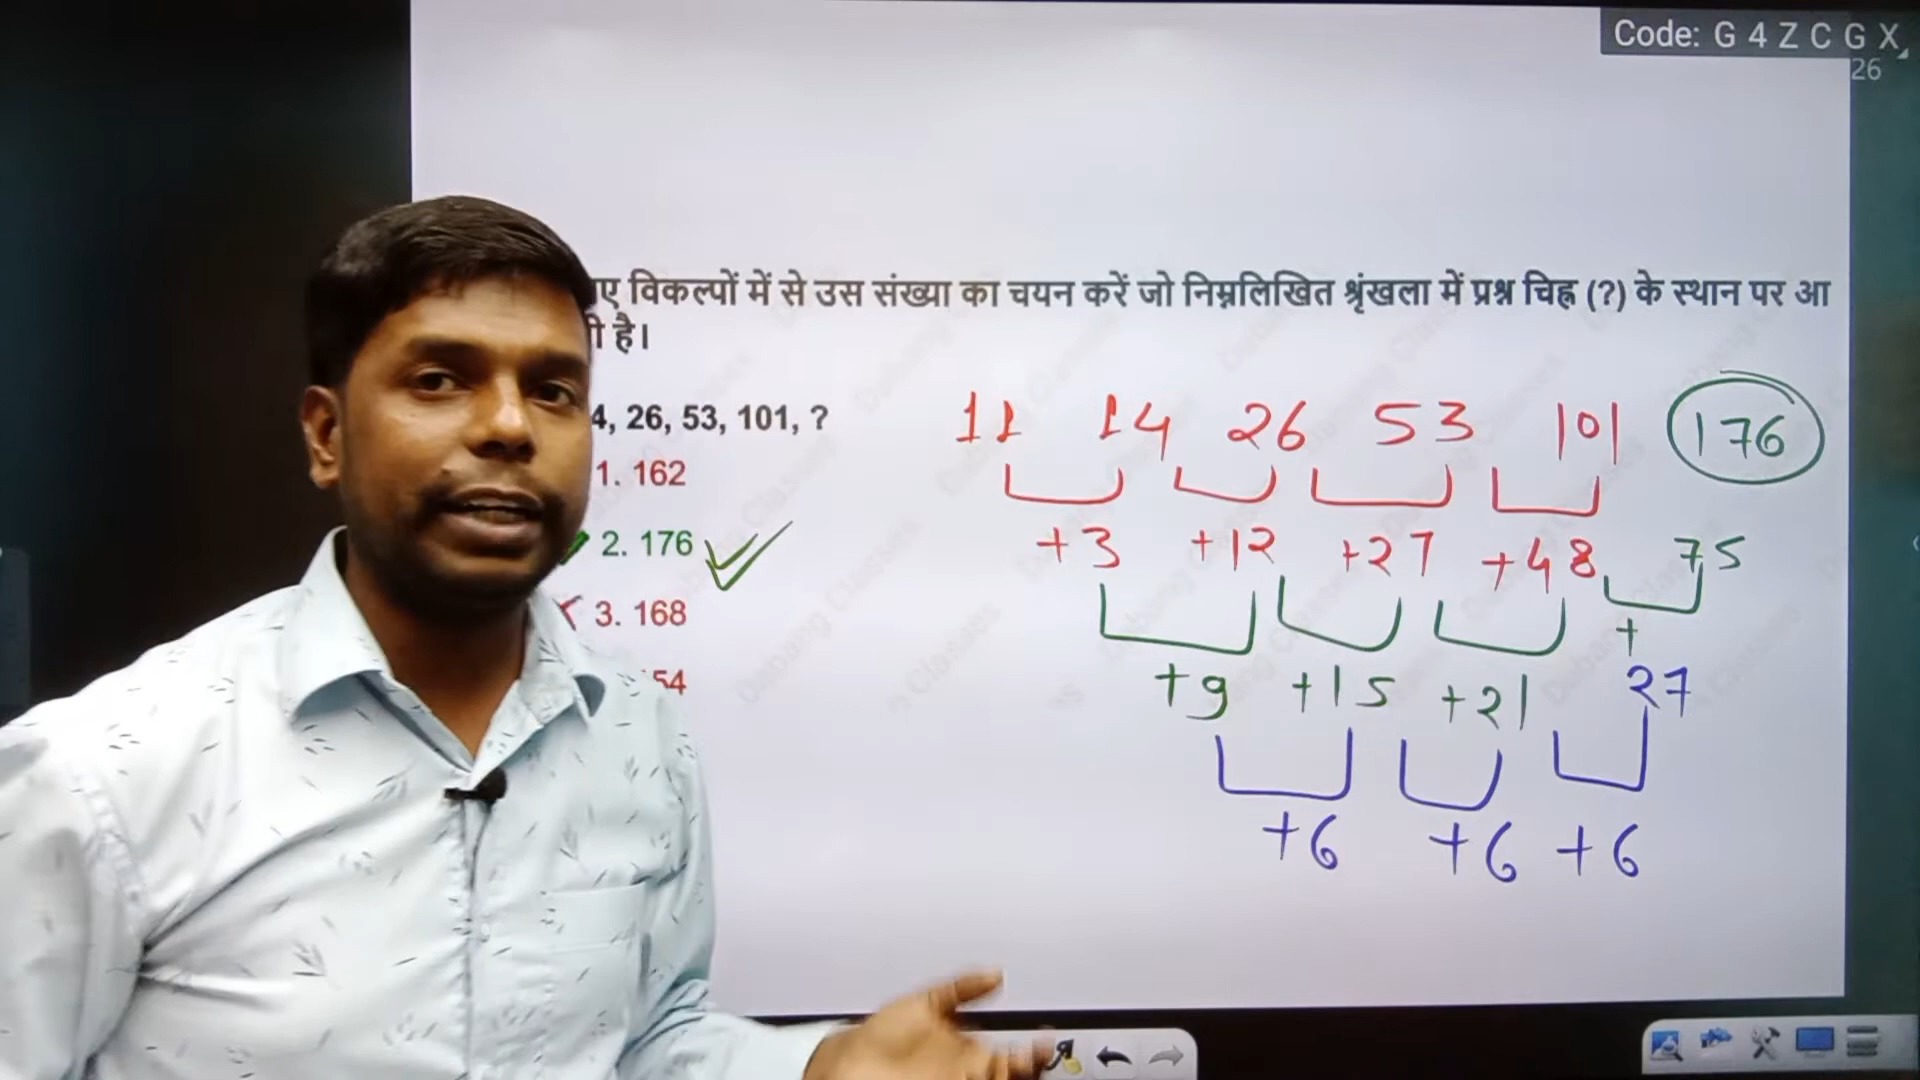 Code: G 4 Z C G X
26
ए विकल्पों में से उस संख्या का चयन करें जो निम्नलिखित श्रृंखला में प्रश्न चिह्न (?) के स्थान पर आ
ी है।
4, 26, 53, 101, ?
1. 162
2. 176
3. 168
54
11 14 26 53 101 176
+3 +12 +27 +48 75
+
+9 +15 +21 27
+6 +6 +6
Dabang Classes